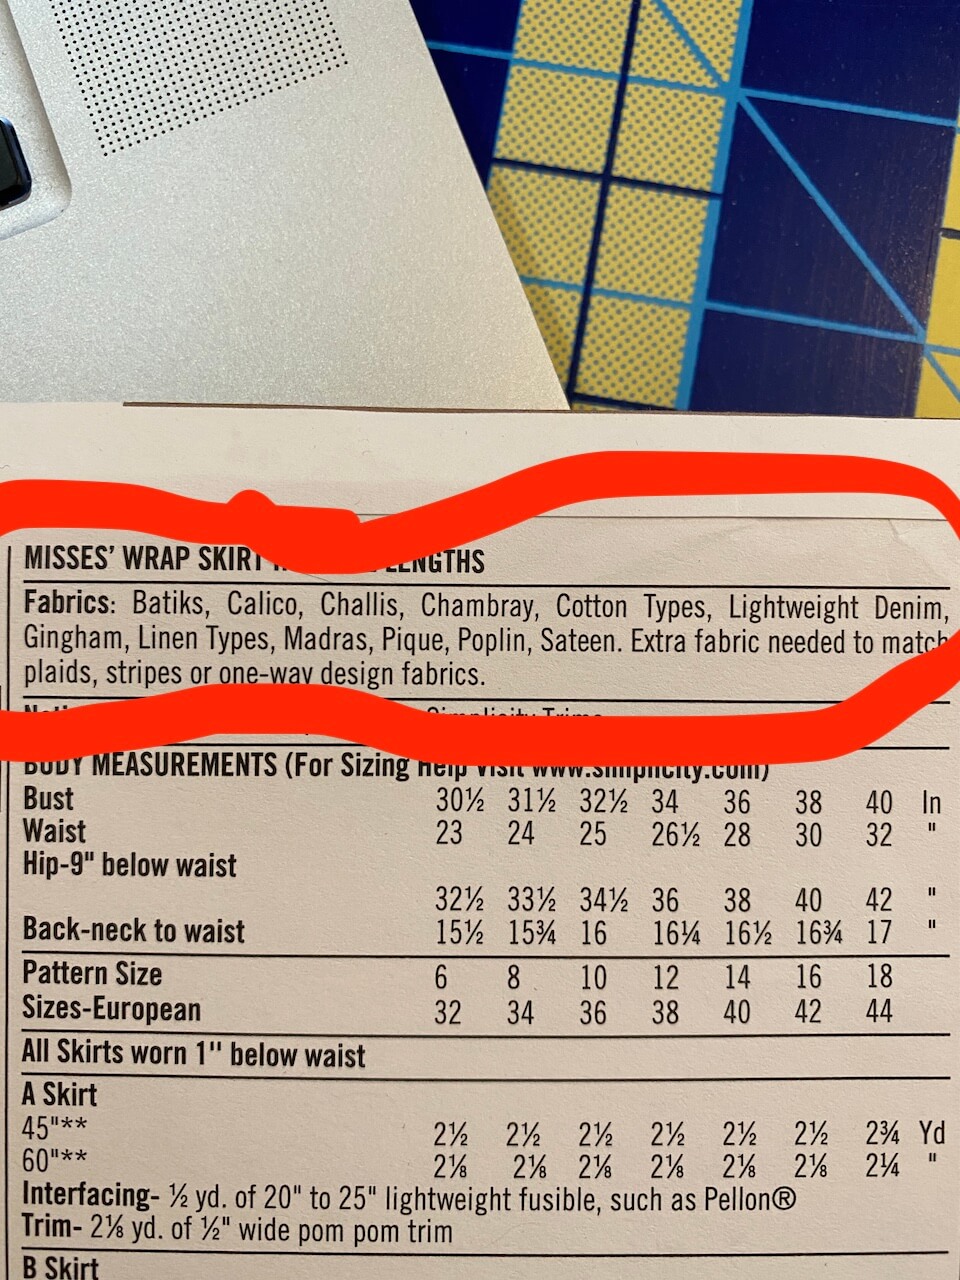 MISSES' WRAP SKIRT LENGTHS
Fabrics: Batiks, Calico, Challis, Chambray, Cotton Types, Lightweight Denim,
Gingham, Linen Types, Madras, Pique, Poplin, Sateen. Extra fabric needed to match
plaids, stripes or one-way design fabrics.
Simplicity Trims
BODY MEASUREMENTS (For Sizing Help Visit www.simplicity.com)
Bust 30½ 31½ 32½ 34 36 38 40 In
Waist 23 24 25 26½ 28 30 32 "
Hip-9" below waist
32½ 33½ 34½ 36 38 40 42 "
Back-neck to waist 15½ 15¾ 16 16¼ 16½ 16¾ 17 "
Pattern Size 6 8 10 12 14 16 18
Sizes-European 32 34 36 38 40 42 44
All Skirts worn 1" below waist
A Skirt
45"** 2½ 2½ 2½ 2½ 2½ 2½ 2¾ Yd
60"** 2⅛ 2⅛ 2⅛ 2⅛ 2⅛ 2⅛ 2¼ "
Interfacing- ½ yd. of 20" to 25" lightweight fusible, such as Pellon®
Trim- 2⅛ yd. of ½" wide pom pom trim
B Skirt